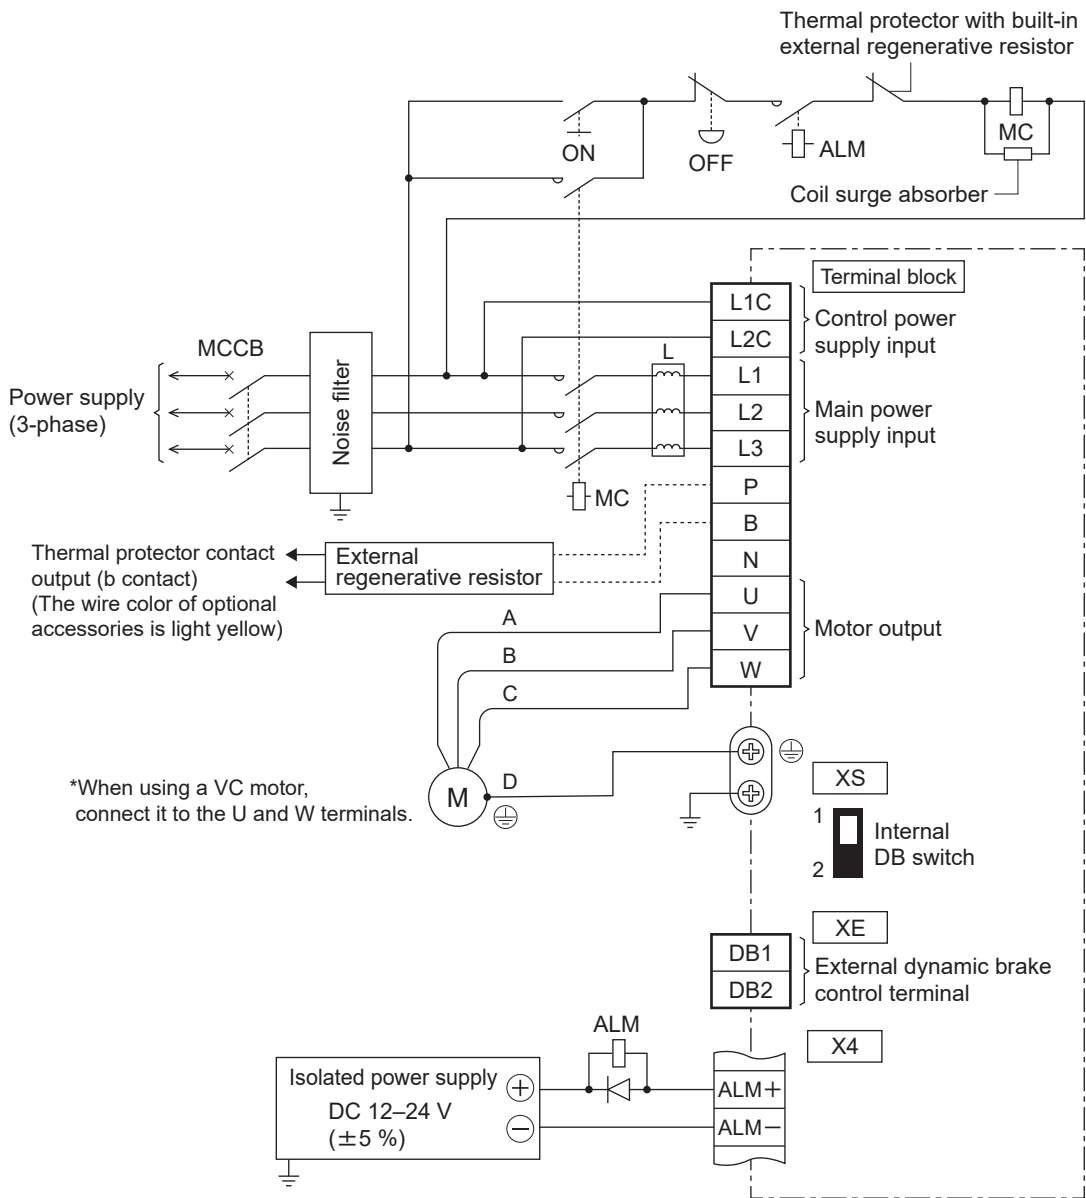 Thermal protector with built-in
external regenerative resistor
ON
OFF
ALM
MC
Coil surge absorber
Terminal block
L1C
L2C
Control power
supply input
MCCB
L
Power supply
(3-phase)
Noise filter
L1
L2
L3
Main power
supply input
MC
P
B
N
Thermal protector contact
output (b contact)
(The wire color of optional
accessories is light yellow)
External
regenerative resistor
U
V
W
Motor output
A
B
C
D
M
*When using a VC motor,
connect it to the U and W terminals.
XS
1
2
Internal
DB switch
XE
DB1
DB2
External dynamic brake
control terminal
X4
ALM
Isolated power supply
DC 12–24 V
(±5 %)
+
−
ALM+
ALM−